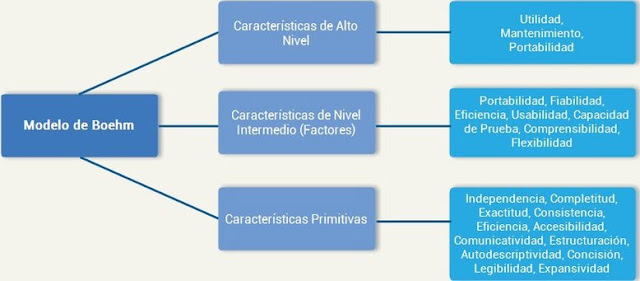 Modelo de Boehm
Características de Alto
Nivel
Utilidad,
Mantenimiento,
Portabilidad
Características de Nivel
Intermedio (Factores)
Portabilidad, Fiabilidad,
Eficiencia, Usabilidad, Capacidad
de Prueba, Comprensibilidad,
Flexibilidad
Características Primitivas
Independencia, Completitud,
Exactitud, Consistencia,
Eficiencia, Accesibilidad,
Comunicatividad, Estructuración,
Autodescriptividad, Concisión,
Legibilidad, Expansividad